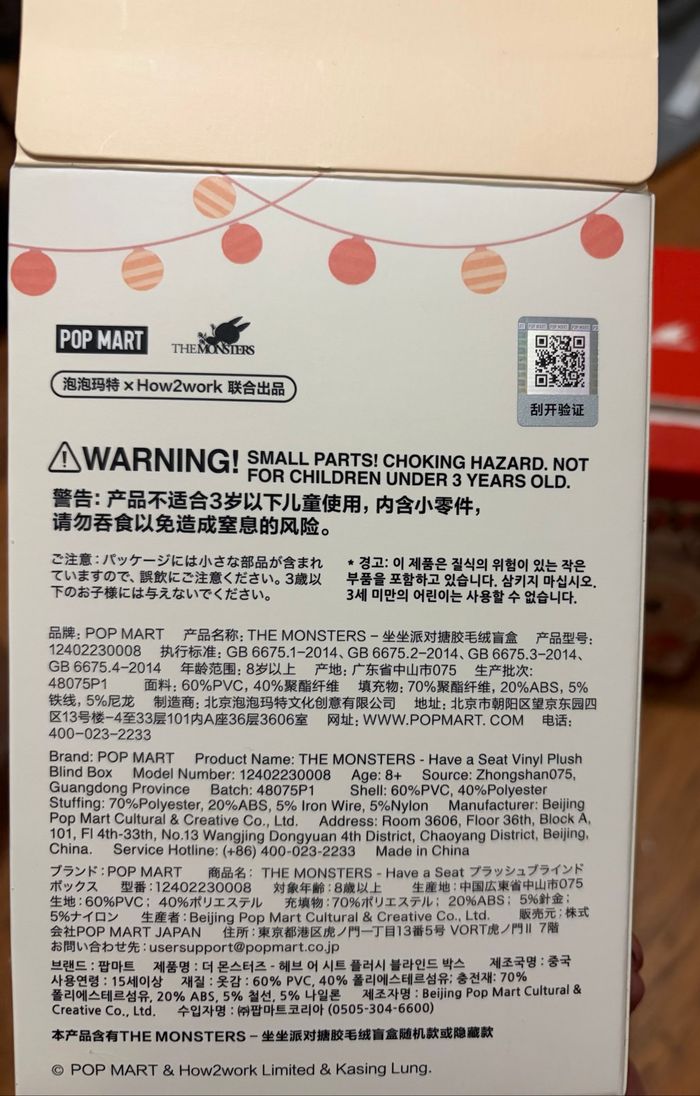 POP MART
THE MONSTERS
泡泡玛特×How2work 联合出品
刮开验证
WARNING! SMALL PARTS! CHOKING HAZARD. NOT
FOR CHILDREN UNDER 3 YEARS OLD.
警告: 产品不适合3岁以下儿童使用, 内含小零件,
请勿吞食以免造成窒息的风险。
ご注意:パッケージには小さな部品が含まれ
ていますので、誤飲にご注意ください。3歳以
下のお子様には与えないでください。
* 경고: 이 제품은 질식의 위험이 있는 작은
부품을 포함하고 있습니다. 삼키지 마십시오.
3세 미만의 어린이는 사용할 수 없습니다.
品牌: POP MART 产品名称: THE MONSTERS – 坐坐派对搪胶毛绒盲盒 产品型号:
12402230008 执行标准: GB 6675.1–2014、GB 6675.2–2014、GB 6675.3–2014、
GB 6675.4–2014 年龄范围: 8岁以上 产地: 广东省中山市075 生产批次:
48075P1 面料: 60%PVC, 40%聚酯纤维 填充物: 70%聚酯纤维, 20%ABS, 5%
铁线, 5%尼龙 制造商: 北京泡泡玛特文化创意有限公司 地址: 北京市朝阳区望京东园四
区13号楼-4至33层101内A座36层3606室 网址: WWW.POPMART.COM 电话:
400-023-2233
Brand: POP MART Product Name: THE MONSTERS - Have a Seat Vinyl Plush
Blind Box Model Number: 12402230008 Age: 8+ Source: Zhongshan075,
Guangdong Province Batch: 48075P1 Shell: 60%PVC, 40%Polyester
Stuffing: 70%Polyester, 20%ABS, 5% Iron Wire, 5%Nylon Manufacturer: Beijing
Pop Mart Cultural & Creative Co., Ltd. Address: Room 3606, Floor 36th, Block A,
101, Fl 4th-33th, No.13 Wangjing Dongyuan 4th District, Chaoyang District, Beijing,
China. Service Hotline: (+86) 400-023-2233 Made in China
ブランド: POP MART 商品名: THE MONSTERS - Have a Seat プラッシュブラインド
ボックス 型番:12402230008 対象年齢:8歳以上 生産地:中国広東省中山市075
生地:60%PVC; 40%ポリエステル 充填物:70%ポリエステル; 20%ABS; 5%針金;
5%ナイロン 生産者:Beijing Pop Mart Cultural & Creative Co., Ltd. 販売元:株式
会社POP MART JAPAN 住所:東京都港区虎ノ門一丁目13番5号 VORT虎ノ門II 7階
お問い合わせ先:usersupport@popmart.co.jp
브랜드 : 팝마트 제품명 : 더 몬스터즈 - 헤브 어 시트 플러시 블라인드 박스 제조국명 : 중국
사용연령 : 15세이상 재질 : 옷감 : 60% PVC, 40% 폴리에스테르섬유; 충전재: 70%
폴리에스테르섬유, 20% ABS, 5% 철선, 5% 나일론 제조자명 : Beijing Pop Mart Cultural &
Creative Co., Ltd. 수입자명 : ㈜팝마트코리아 (0505-304-6600)
本产品含有THE MONSTERS – 坐坐派对搪胶毛绒盲盒随机款或隐藏款
© POP MART & How2work Limited & Kasing Lung.